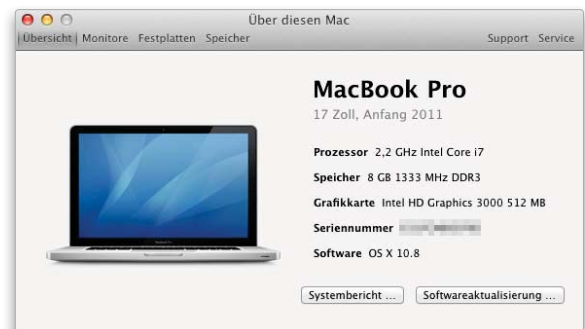 Über diesen Mac
Übersicht Monitore Festplatten Speicher Support Service
MacBook Pro
17 Zoll, Anfang 2011
Prozessor 2,2 GHz Intel Core i7
Speicher 8 GB 1333 MHz DDR3
Grafikkarte Intel HD Graphics 3000 512 MB
Seriennummer
Software OS X 10.8
Systembericht ... Softwareaktualisierung ...